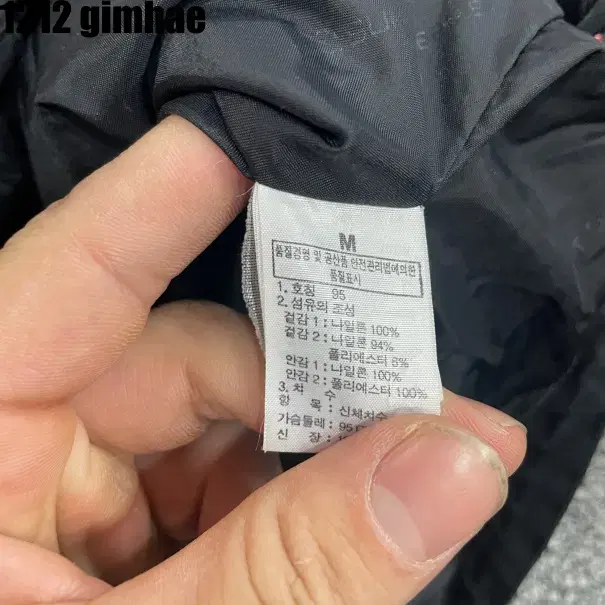 1212 gimhae
M
품질경영 및 공산품 안전관리법에의한
품질표시
1. 호칭 95
2. 섬유의 조성
겉감 1 : 나일론 100%
겉감 2 : 나일론 94%
폴리에스터 6%
안감 1 : 나일론 100%
안감 2 : 폴리에스터 100%
3. 치 수
항 목 : 신체치수
가슴둘레 : 95
신 장 :